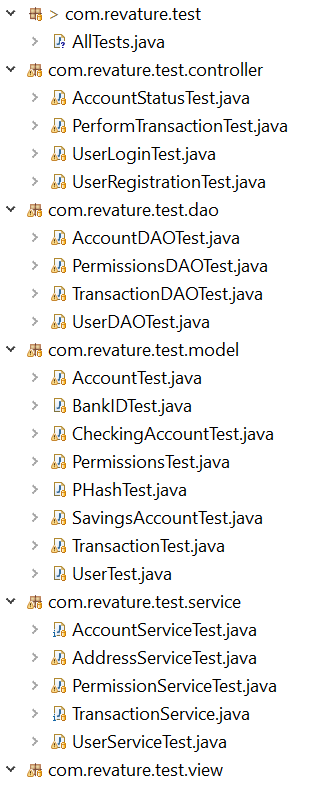 > com.revature.test
AllTests.java
com.revature.test.controller
AccountStatusTest.java
PerformTransactionTest.java
UserLoginTest.java
UserRegistrationTest.java
com.revature.test.dao
AccountDAOTest.java
PermissionsDAOTest.java
TransactionDAOTest.java
UserDAOTest.java
com.revature.test.model
AccountTest.java
BankIDTest.java
CheckingAccountTest.java
PermissionsTest.java
PHashTest.java
SavingsAccountTest.java
TransactionTest.java
UserTest.java
com.revature.test.service
AccountServiceTest.java
AddressServiceTest.java
PermissionServiceTest.java
TransactionService.java
UserServiceTest.java
com.revature.test.view